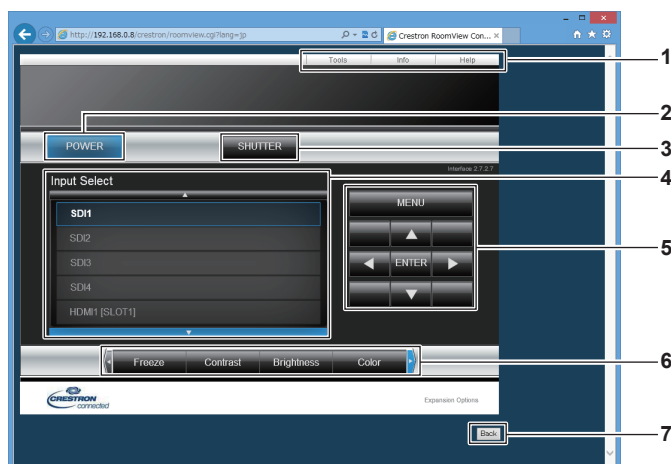 http://192.168.0.8/crestron/roomview.cgi?lang=jp
Crestron RoomView Con...
1
Tools
Info
Help
2
POWER
SHUTTER
3
Interface 2.7.2.7
4
Input Select
SDI1
SDI2
SDI3
SDI4
HDMI1 [SLOT1]
MENU
ENTER
5
Freeze
Contrast
Brightness
Color
6
CRESTRON
connected
Expansion Options
Back
7